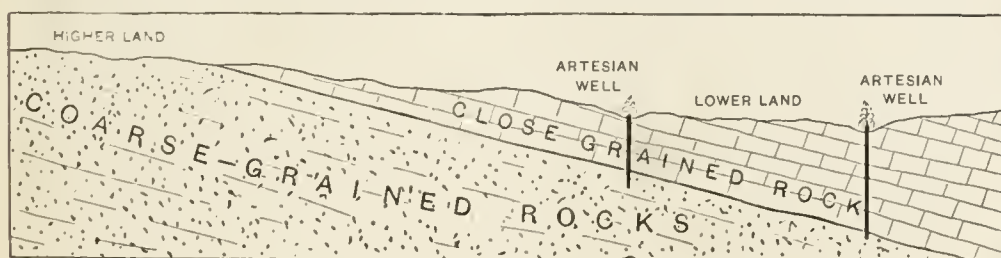 HIGHER LAND
ARTESIAN
WELL
LOWER LAND
ARTESIAN
WELL
CLOSE GRAINED ROCK
COARSE-GRAINED ROCKS